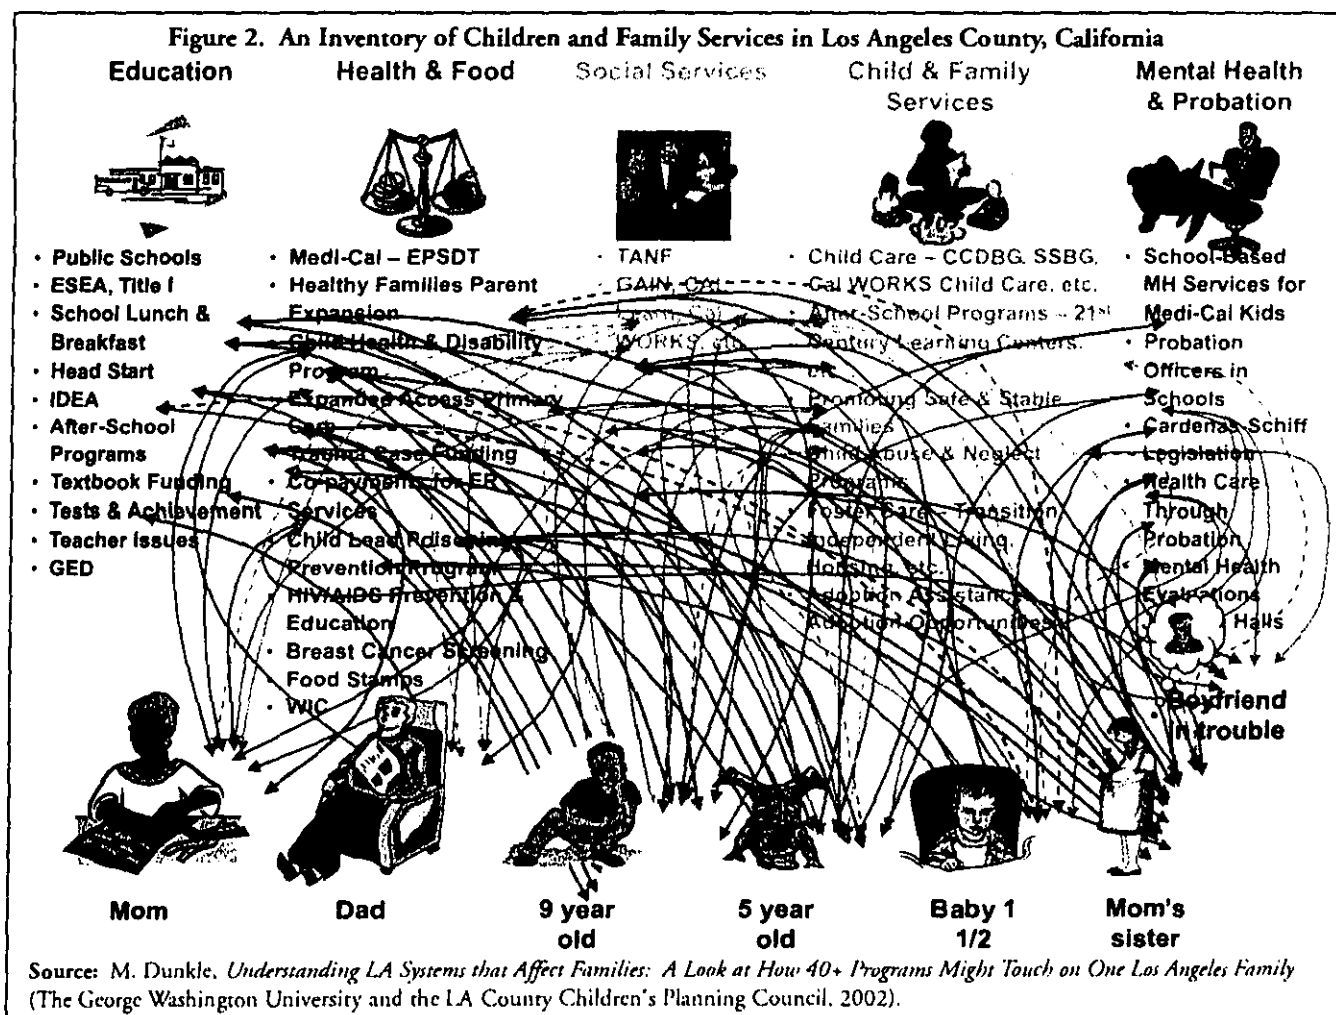 Figure 2. An Inventory of Children and Family Services in Los Angeles County, California
Education
Health & Food
Social Services
Child & Family
Services
Mental Health
& Probation
• Public Schools
• ESEA, Title I
• School Lunch &
Breakfast
• Head Start
• IDEA
• After-School
Programs
• Textbook Funding
• Tests & Achievement
• Teacher Issues
• GED
• Medi-Cal – EPSDT
• Healthy Families Parent
Expansion
• Child Health & Disability
Program
• Expanded Access Primary
Care
• Trauma Case Funding
• Co-payments for ER
Services
• Child Lead Poisoning
Prevention Program
• HIV/AIDS Prevention &
Education
• Breast Cancer Screening
• Food Stamps
• WIC
• TANF
• GAIN, CAL
WORKS, etc.
• Child Care – CCDBG, SSBG,
Cal WORKS Child Care, etc.
• After-School Programs – 21st
Century Learning Centers,
• Promoting Safe & Stable
Families
• Child Abuse & Neglect
Programs
• Foster Care – Transition,
Independent Living,
Housing, etc.
• Adoption Assistance
• Adoption Opportunities
• School-Based
MH Services for
Medi-Cal Kids
• Probation
Officers in
Schools
• Cardenas-Schiff
Legislation
• Health Care
Through
Probation
• Mental Health
Evaluations
Halls
Boyfriend
in trouble
Mom
Dad
9 year
old
5 year
old
Baby 1
1/2
Mom's
sister
Source: M. Dunkle, Understanding LA Systems that Affect Families: A Look at How 40+ Programs Might Touch on One Los Angeles Family
(The George Washington University and the LA County Children's Planning Council, 2002).